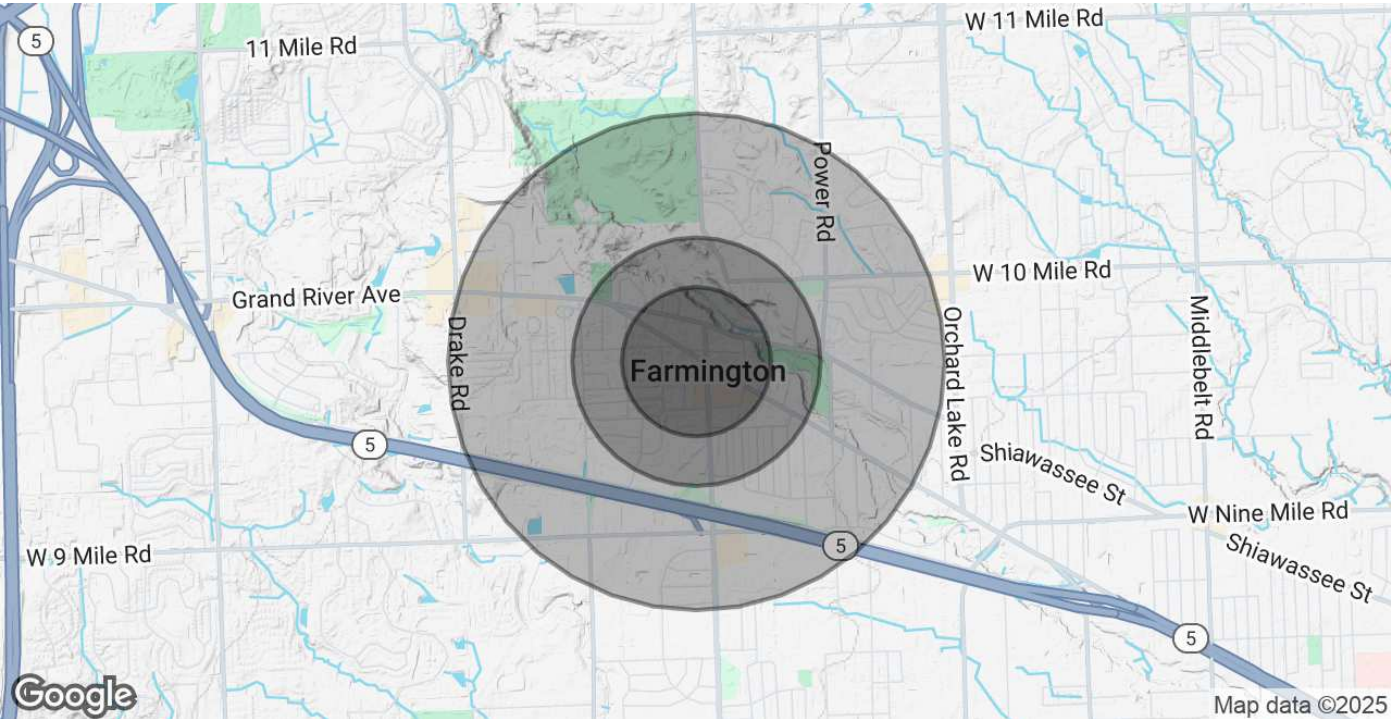 W 11 Mile Rd
5
11 Mile Rd
Power Rd
W 10 Mile Rd
Grand River Ave
Drake Rd
Farmington
Orchard Lake Rd
Middlebelt Rd
5
Shiawassee St
W Nine Mile Rd
5
W 9 Mile Rd
Shiawassee St
5
Google
Map data ©2025